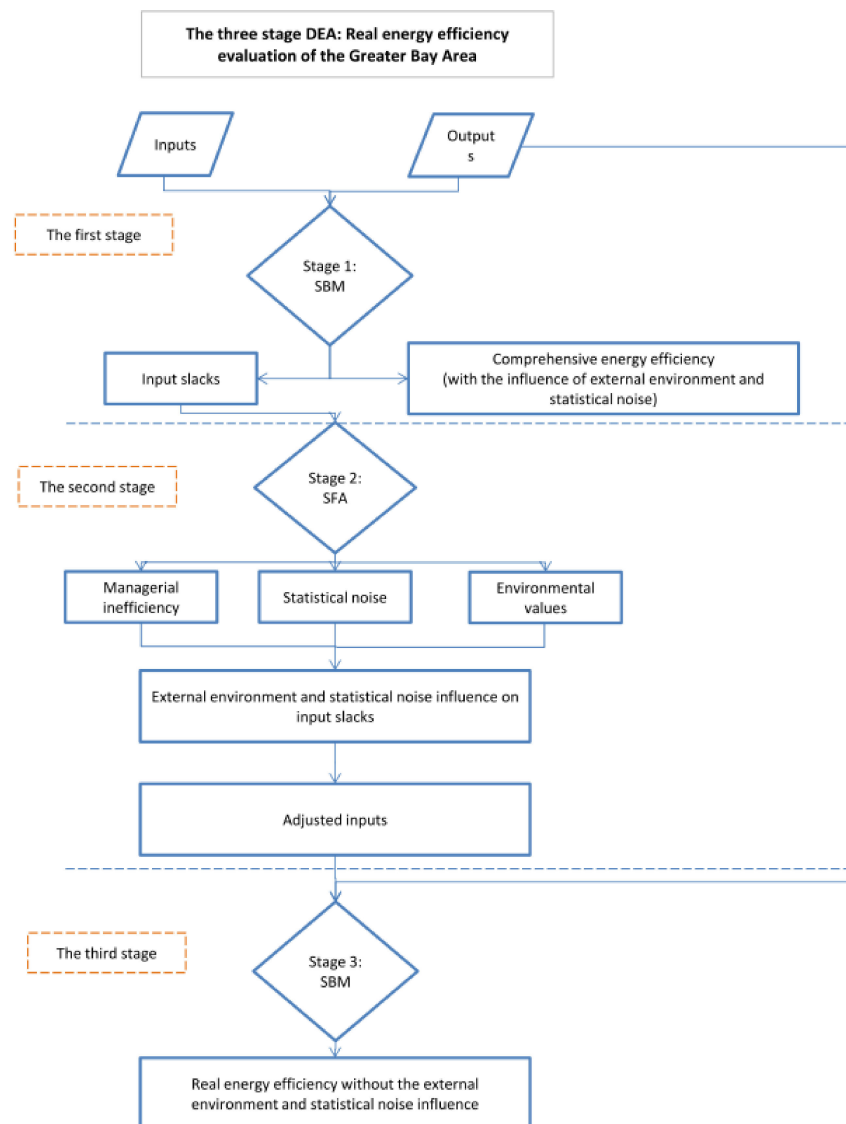 The three stage DEA: Real energy efficiency
evaluation of the Greater Bay Area
Inputs
Output
s
The first stage
Stage 1:
SBM
Input slacks
Comprehensive energy efficiency
(with the influence of external environment and
statistical noise)
The second stage
Stage 2:
SFA
Managerial
inefficiency
Statistical noise
Environmental
values
External environment and statistical noise influence on
input slacks
Adjusted inputs
The third stage
Stage 3:
SBM
Real energy efficiency without the external
environment and statistical noise influence